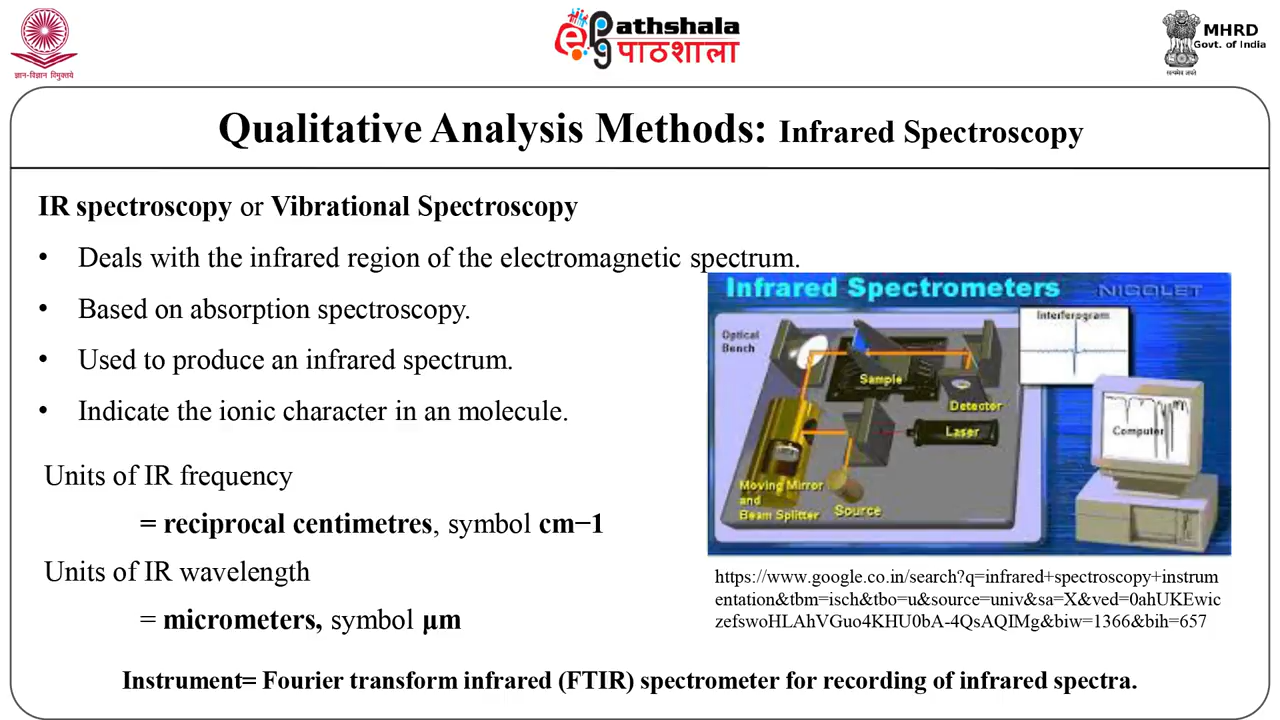 ज्ञान-विज्ञान विमुक्तये
ePathshala
पाठशाला
सत्यमेव जयते
MHRD
Govt. of India
Qualitative Analysis Methods: Infrared Spectroscopy
IR spectroscopy or Vibrational Spectroscopy
• Deals with the infrared region of the electromagnetic spectrum.
• Based on absorption spectroscopy.
• Used to produce an infrared spectrum.
• Indicate the ionic character in an molecule.
Units of IR frequency
= reciprocal centimetres, symbol cm−1
Units of IR wavelength
= micrometers, symbol µm
Infrared Spectrometers
NICOLET
Interferogram
Optical
Bench
Sample
Detector
Laser
Computer
Moving Mirror
and
Beam Splitter
Source
https://www.google.co.in/search?q=infrared+spectroscopy+instrum
entation&tbm=isch&tbo=u&source=univ&sa=X&ved=0ahUKEwic
zefswoHLAhVGuo4KHU0bA-4QsAQIMg&biw=1366&bih=657
Instrument= Fourier transform infrared (FTIR) spectrometer for recording of infrared spectra.